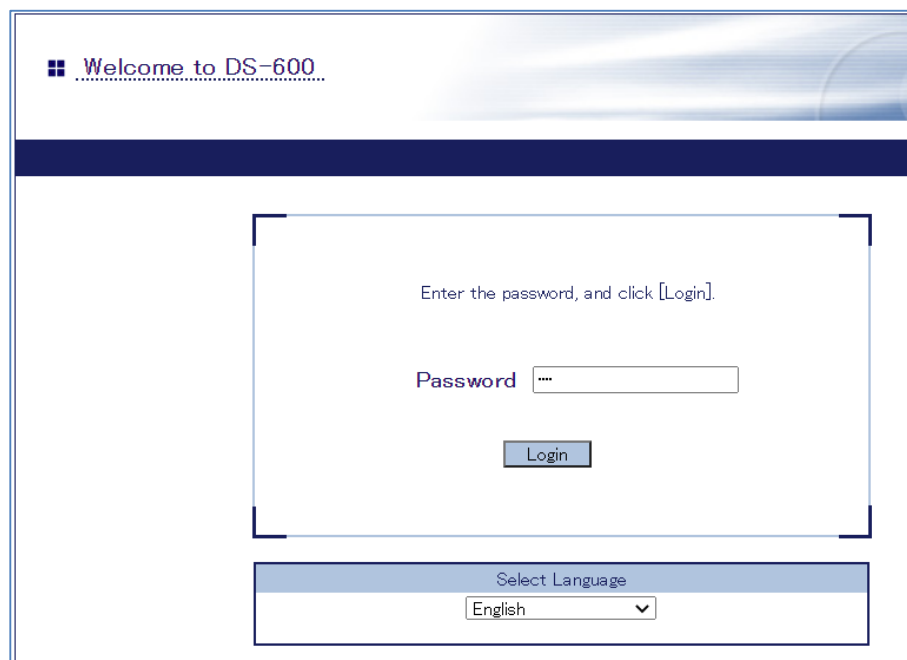 Welcome to DS-600
Enter the password, and click [Login].
Password ····
Login
Select Language
English